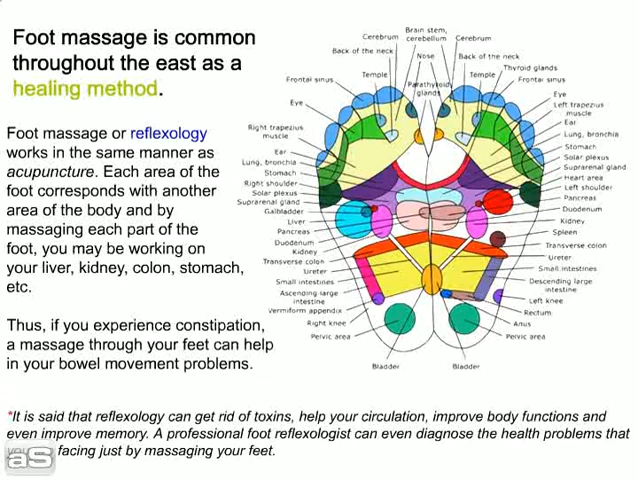 Foot massage is common
throughout the east as a
healing method.
Foot massage or reflexology
works in the same manner as
acupuncture. Each area of the
foot corresponds with another
area of the body and by
massaging each part of the
foot, you may be working on
your liver, kidney, colon, stomach,
etc.
Thus, if you experience constipation,
a massage through your feet can help
in your bowel movement problems.
Cerebrum
Brain stem,
cerebellum
Cerebrum
Back of the neck
Nose
Back of the neck
Temple
Temple
Thyroid glands
Frontal sinus
Parathyroid
glands
Frontal sinus
Eye
Right trapezius
muscle
Ear
Lung, bronchia
Stomach
Right shoulder
Solar plexus
Suprarenal gland
Gallbladder
Liver
Pancreas
Duodenum
Kidney
Transverse colon
Ureter
Small intestines
Ascending large
intestine
Vermiform appendix
Right knee
Pelvic area
Bladder
Eye
Left trapezius
muscle
Ear
Lung, bronchia
Stomach
Solar plexus
Suprarenal gland
Heart area
Left shoulder
Pancreas
Duodenum
Kidney
Spleen
Transverse colon
Ureter
Small intestines
Descending large
intestine
Left knee
Rectum
Anus
Pelvic area
Bladder
*It is said that reflexology can get rid of toxins, help your circulation, improve body functions and
even improve memory. A professional foot reflexologist can even diagnose the health problems that
facing just by massaging your feet.
as